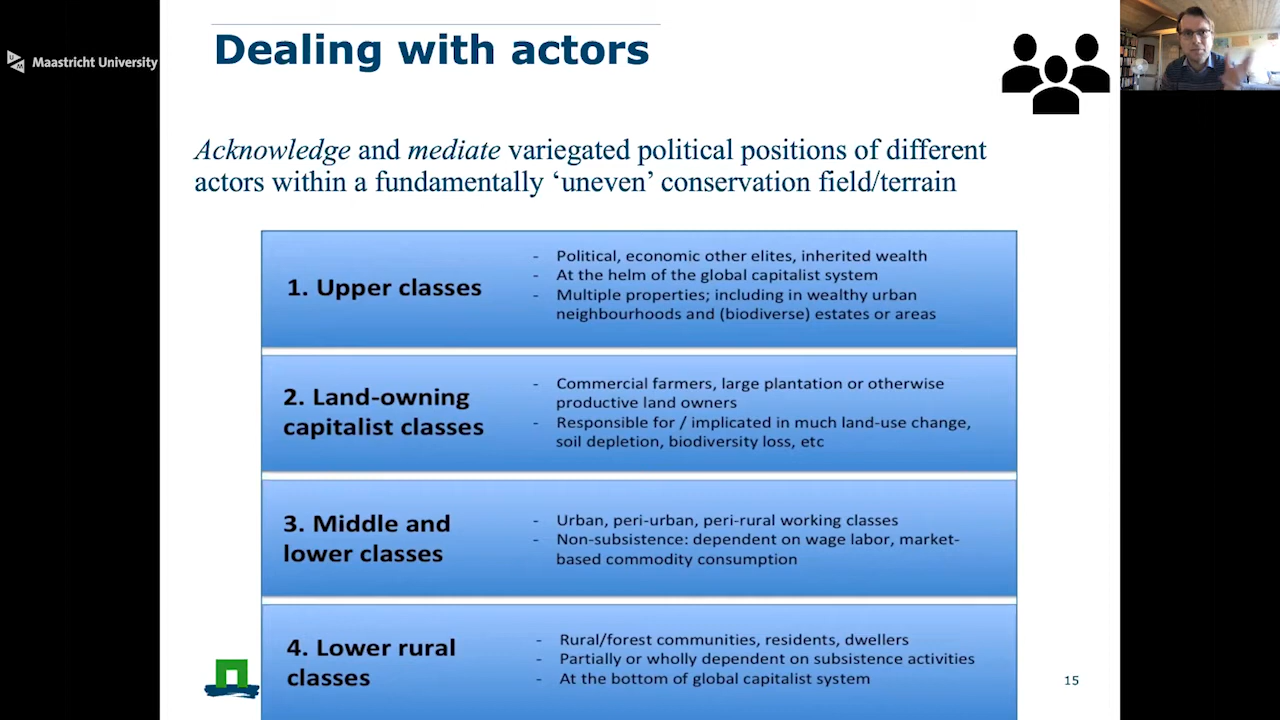 Dealing with actors
Maastricht University
Acknowledge and mediate variegated political positions of different
actors within a fundamentally ‘uneven’ conservation field/terrain
1. Upper classes
- Political, economic other elites, inherited wealth
- At the helm of the global capitalist system
- Multiple properties; including in wealthy urban
neighbourhoods and (biodiverse) estates or areas
2. Land-owning
capitalist classes
- Commercial farmers, large plantation or otherwise
productive land owners
- Responsible for / implicated in much land-use change,
soil depletion, biodiversity loss, etc
3. Middle and
lower classes
- Urban, peri-urban, peri-rural working classes
- Non-subsistence: dependent on wage labor, market-
based commodity consumption
4. Lower rural
classes
- Rural/forest communities, residents, dwellers
- Partially or wholly dependent on subsistence activities
- At the bottom of global capitalist system
15